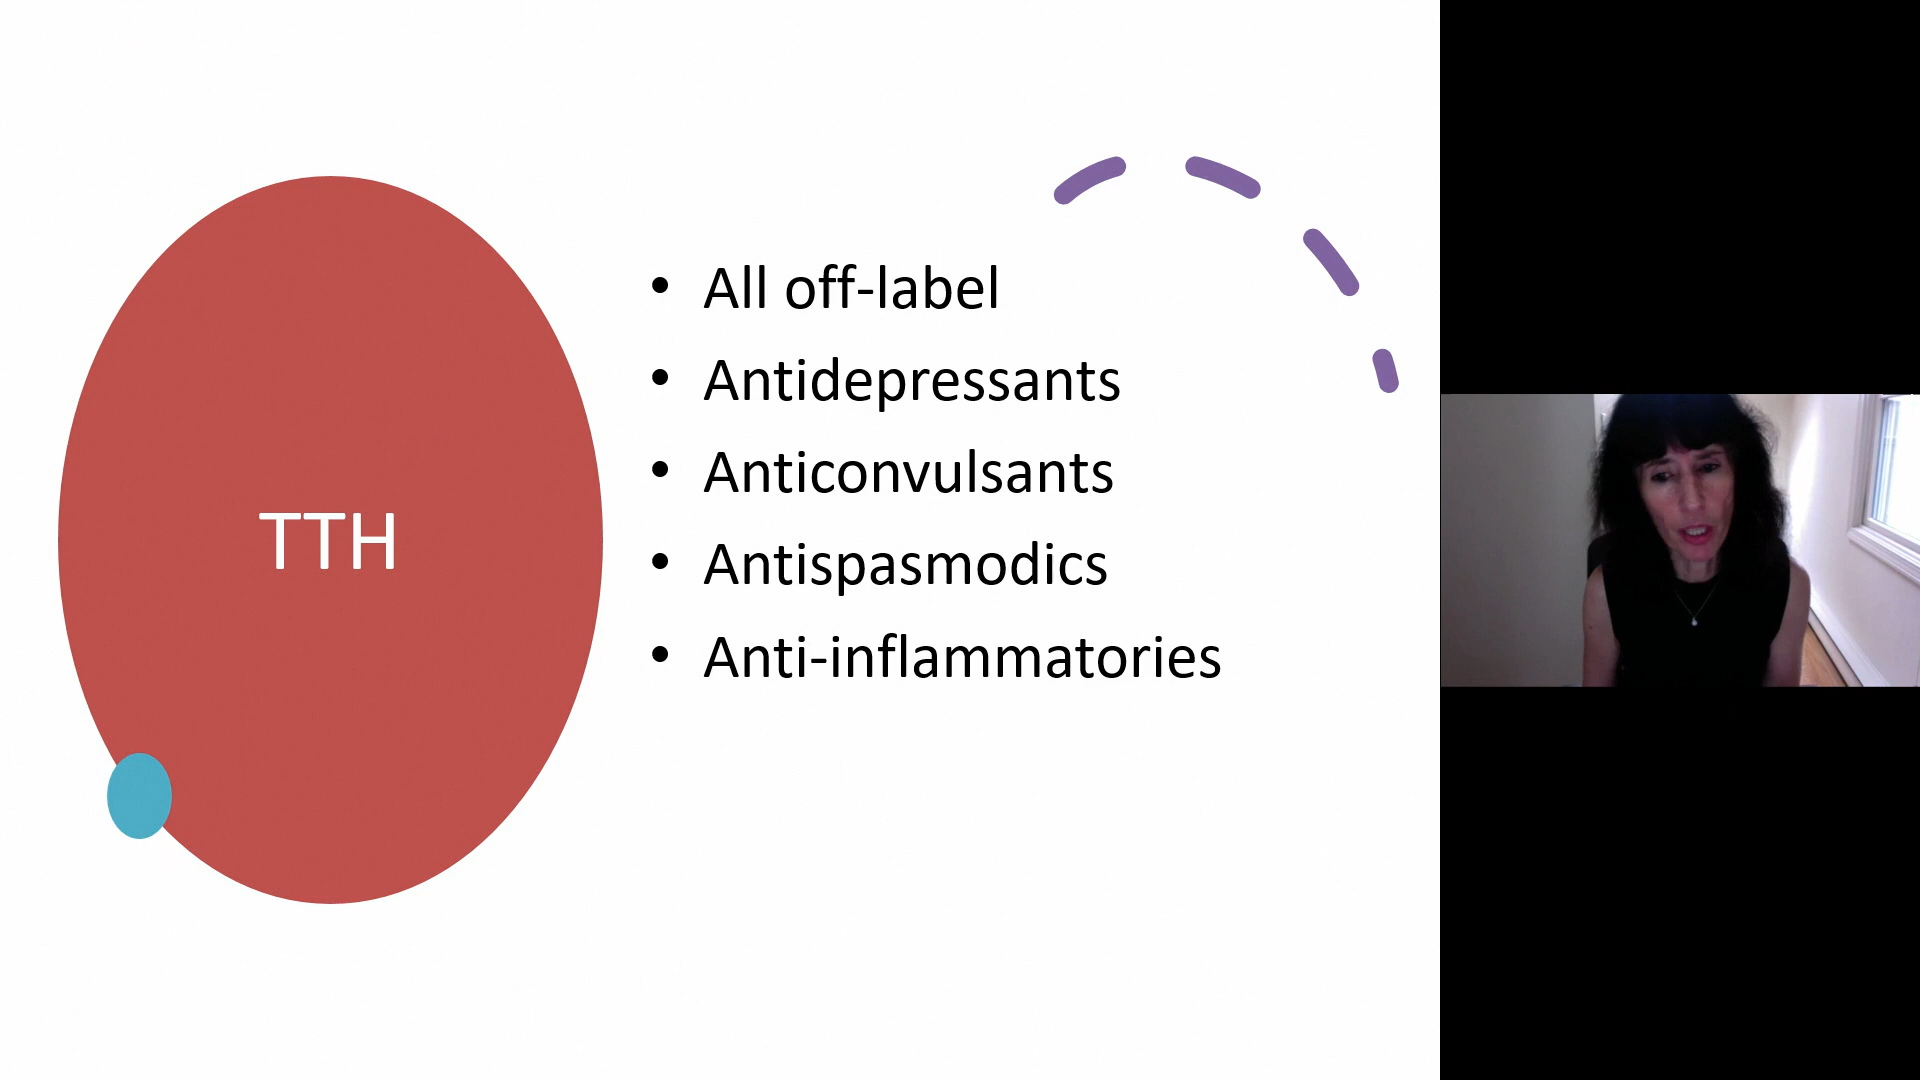 TTH
• All off-label
• Antidepressants
• Anticonvulsants
• Antispasmodics
• Anti-inflammatories